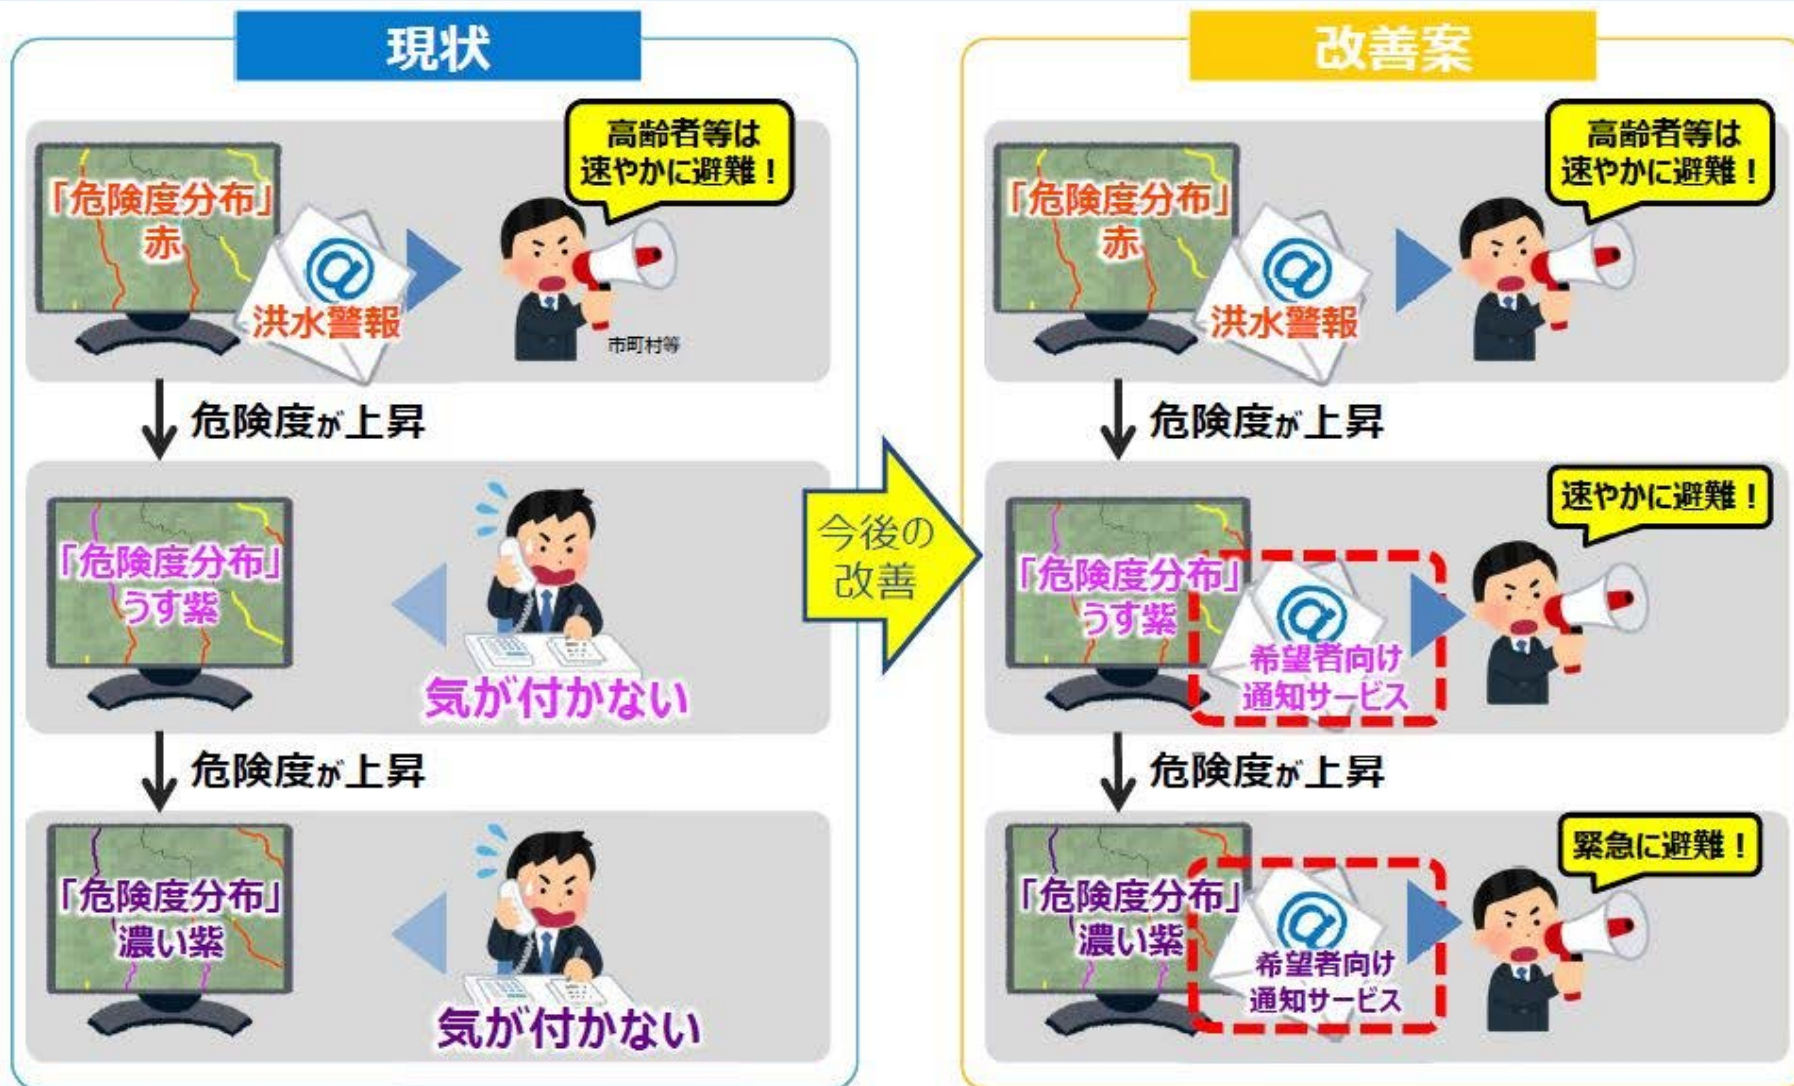 現状
高齢者等は
速やかに避難！
「危険度分布」
赤
@
洪水警報
市町村等
危険度が上昇
「危険度分布」
うす紫
気が付かない
危険度が上昇
「危険度分布」
濃い紫
気が付かない
今後の
改善
改善案
高齢者等は
速やかに避難！
「危険度分布」
赤
@
洪水警報
危険度が上昇
速やかに避難！
「危険度分布」
うす紫
@
希望者向け
通知サービス
危険度が上昇
緊急に避難！
「危険度分布」
濃い紫
@
希望者向け
通知サービス